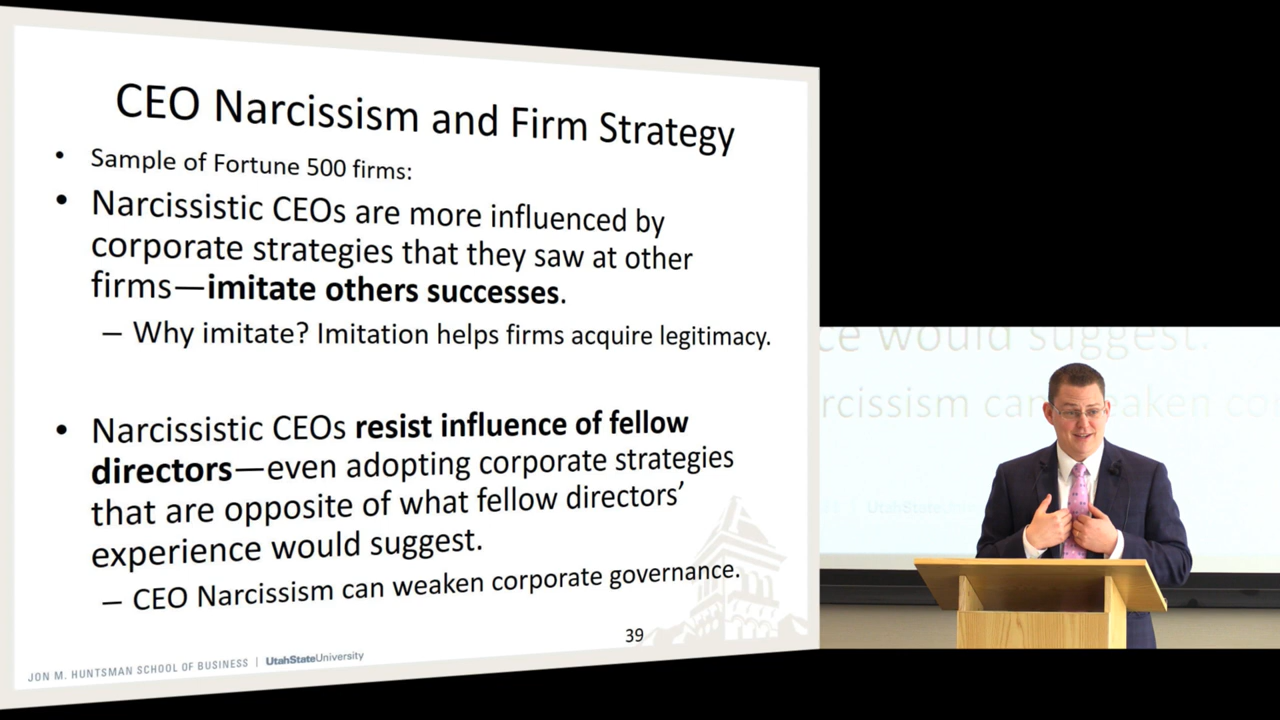 CEO Narcissism and Firm Strategy
• Sample of Fortune 500 firms:
• Narcissistic CEOs are more influenced by
corporate strategies that they saw at other
firms—imitate others successes.
– Why imitate? Imitation helps firms acquire legitimacy.
• Narcissistic CEOs resist influence of fellow
directors—even adopting corporate strategies
that are opposite of what fellow directors’
experience would suggest.
– CEO Narcissism can weaken corporate governance.
39
JON M. HUNTSMAN SCHOOL OF BUSINESS | UtahStateUniversity
would suggest.
can